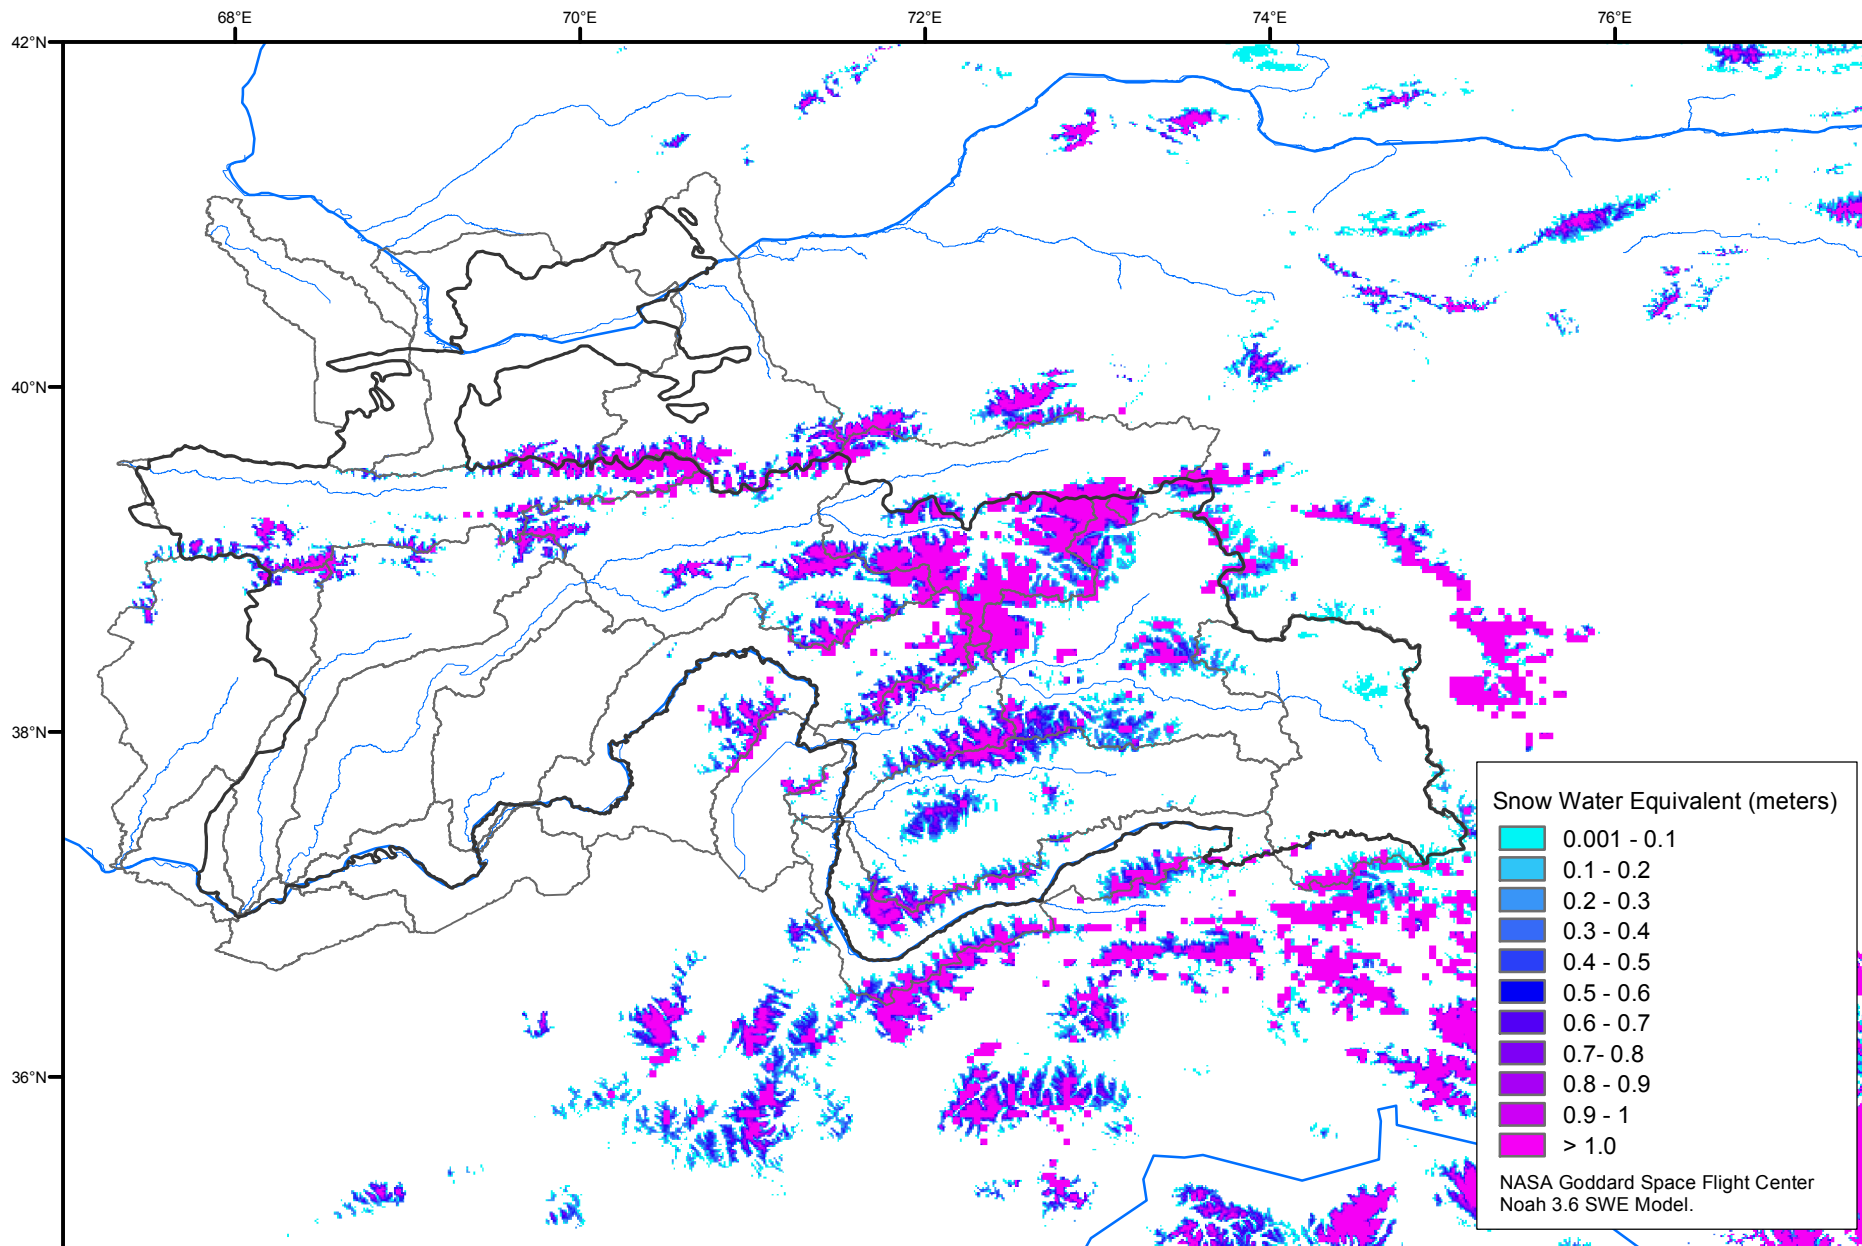 68°E 70°E 72°E 74°E 76°E
42°N
40°N
38°N
36°N
Snow Water Equivalent (meters)
0.001 - 0.1
0.1 - 0.2
0.2 - 0.3
0.3 - 0.4
0.4 - 0.5
0.5 - 0.6
0.6 - 0.7
0.7- 0.8
0.8 - 0.9
0.9 - 1
> 1.0
NASA Goddard Space Flight Center
Noah 3.6 SWE Model.